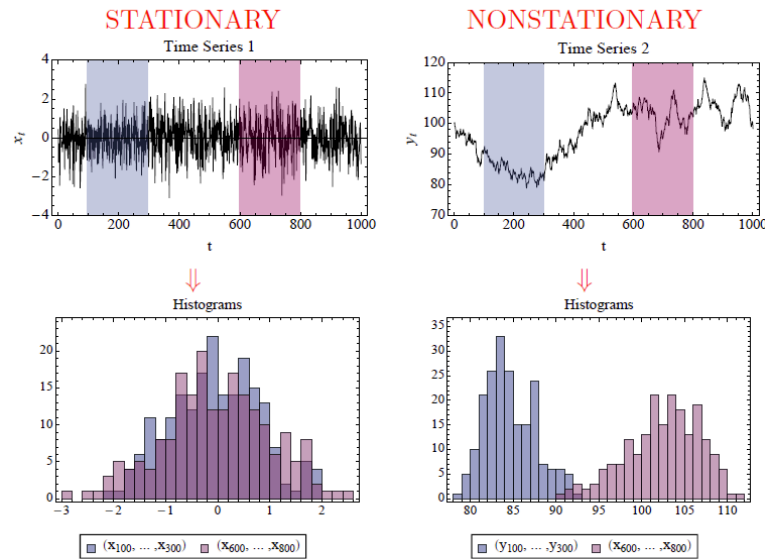 STATIONARY
Time Series 1
4
2
0
−2
−4
x_t
0 200 400 600 800 1000
t
⇓
Histograms
20
15
10
5
0
−3 −2 −1 0 1 2
(x_100, ... ,x_300) (x_600, ... ,x_800)
NONSTATIONARY
Time Series 2
120
110
100
90
80
70
y_t
0 200 400 600 800 1000
t
⇓
Histograms
35
30
25
20
15
10
5
0
80 85 90 95 100 105 110
(y_100, ... ,y_300) (x_600, ... ,x_800)